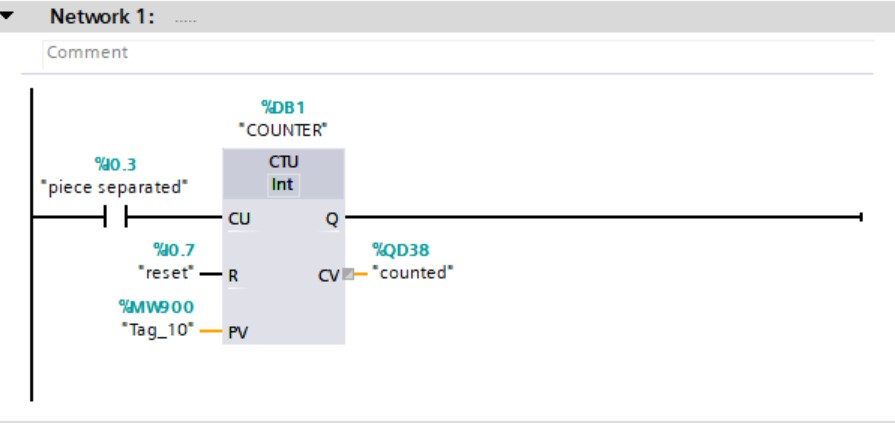 Network 1: .....
Comment
%DB1
"COUNTER"
%I0.3
"piece separated"
CTU
Int
CU
Q
%I0.7
"reset"
R
CV
%QD38
"counted"
%MW900
"Tag_10"
PV